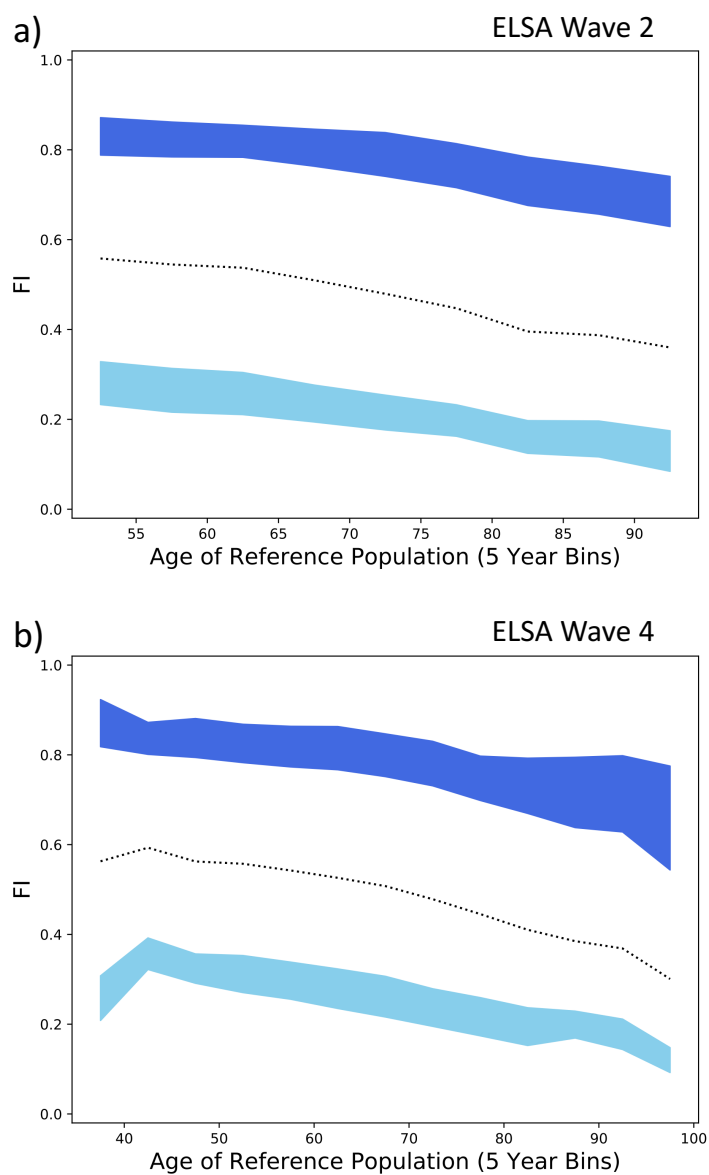 a)
ELSA Wave 2
1.0
0.8
0.6
0.4
0.2
0.0
FI
55 60 65 70 75 80 85 90
Age of Reference Population (5 Year Bins)
b)
ELSA Wave 4
1.0
0.8
0.6
0.4
0.2
0.0
FI
40 50 60 70 80 90 100
Age of Reference Population (5 Year Bins)